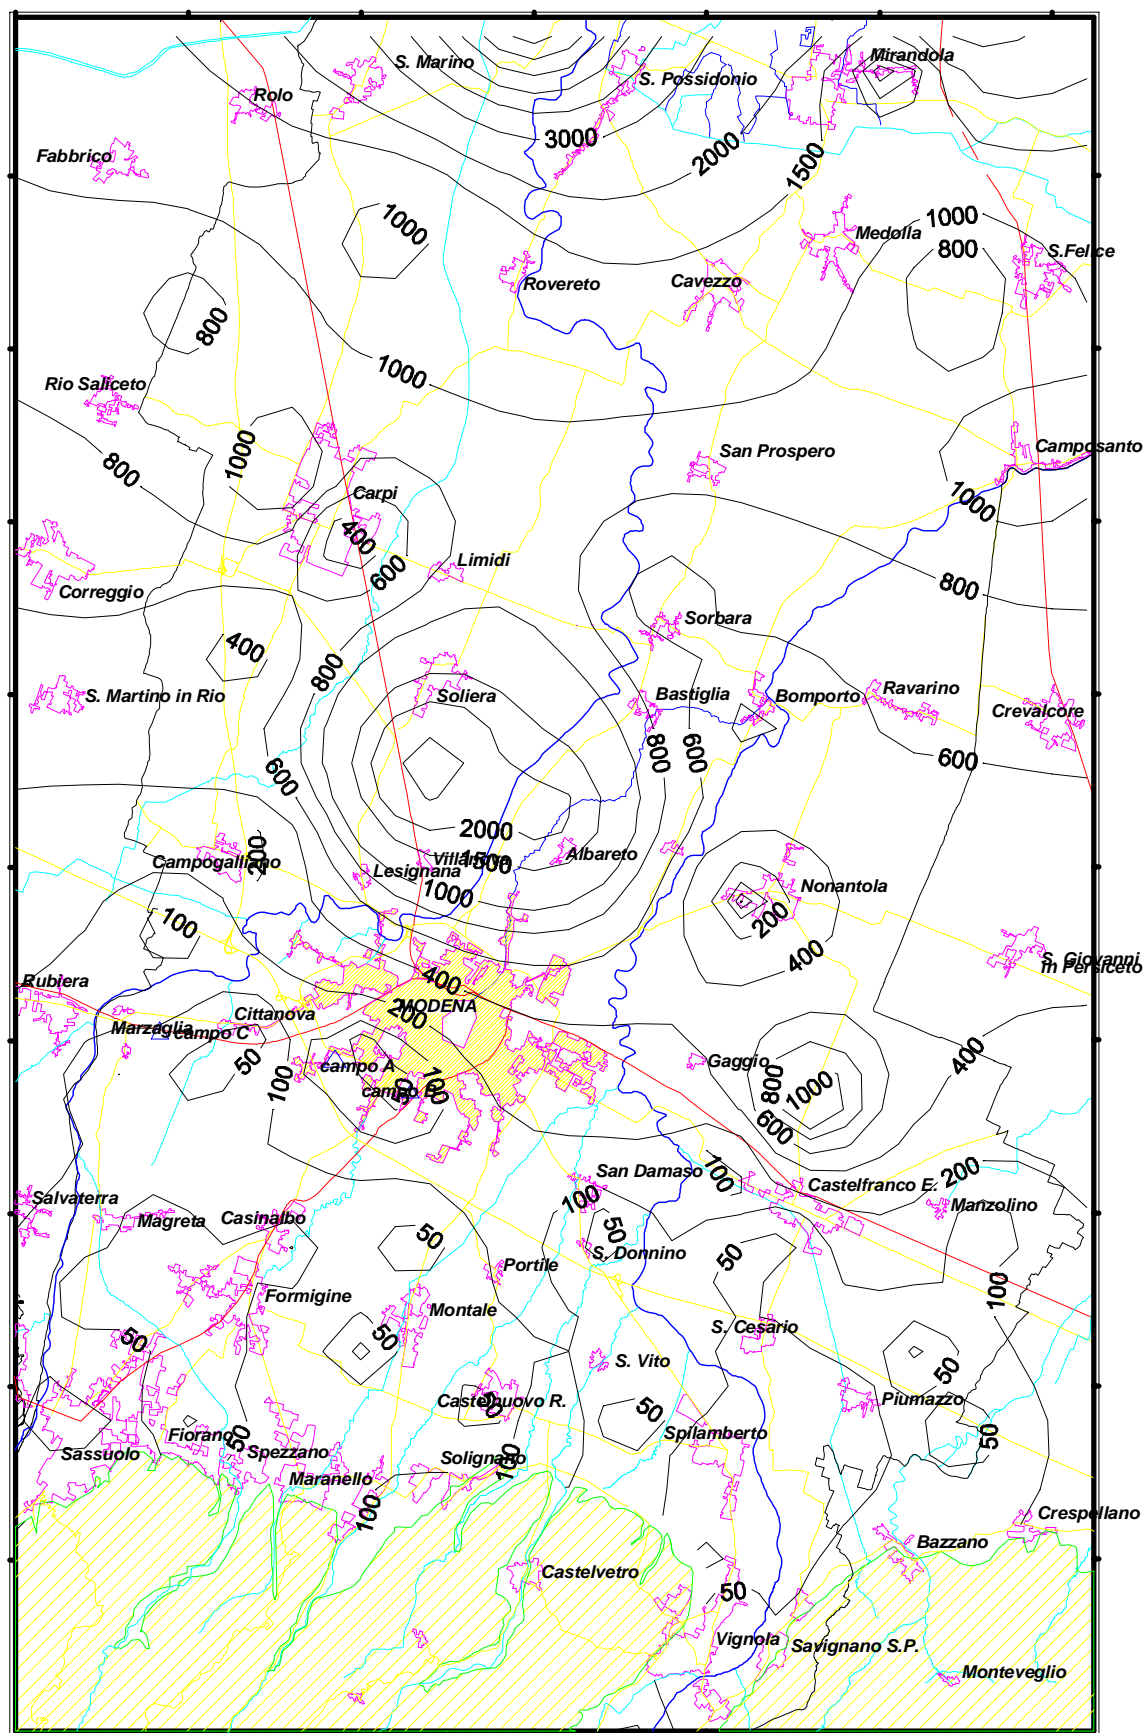 Mirandola
S. Marino
S. Possidonio
Rolo
3000
2000
1500
Fabbrico
1000
1000
Medolla
800
S.Felice
Rovereto
Cavezzo
800
1000
Rio Saliceto
1000
800
San Prospero
Camposanto
Carpi
1000
400
600
Limidi
800
Correggio
Sorbara
400
800
S. Martino in Rio
Soliera
Bastiglia
Bomporto
Ravarino
Crevalcore
800
600
600
600
2000
1500
Campogalliano
200
Lesignana
Villanova
Albareto
1000
Nonantola
100
200
400
S. Giovanni
in Persiceto
Rubiera
400
200
MODENA
Cittanova
Marzaglia
campo C
400
50
100
campo A
campo B
50
100
Gaggio
800
1000
600
San Damaso
100
Castelfranco E.
200
Salvaterra
100
Manzolino
Magreta
Casinalbo
50
50
S. Donnino
50
Portile
100
Formigine
Montale
50
50
S. Cesario
S. Vito
50
Castelnuovo R.
50
Piumazzo
50
Fiorano
50
Spezzano
Sassuolo
Spilamberto
50
Solignano
100
Maranello
100
Crespellano
Bazzano
Castelvetro
50
Vignola
Savignano S.P.
Monteveglio